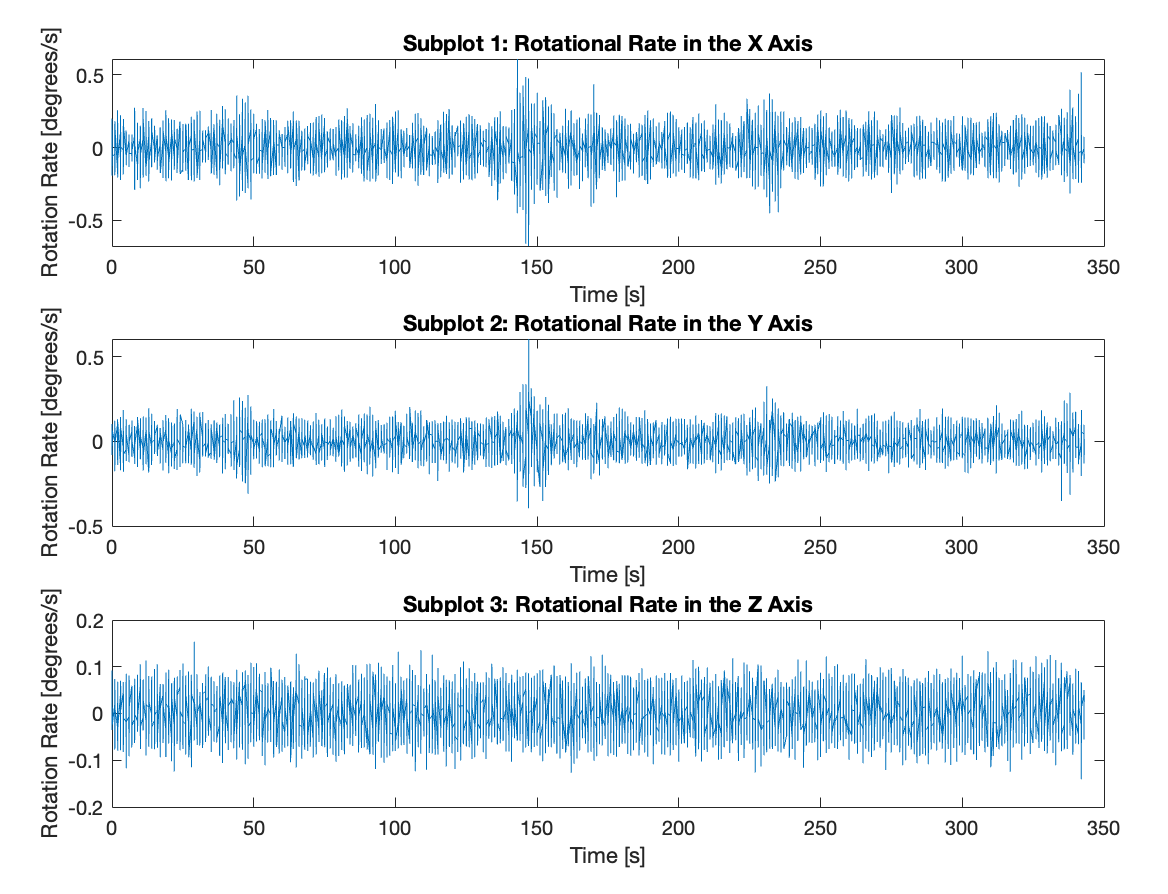 Subplot 1: Rotational Rate in the X Axis
Rotation Rate [degrees/s]
0.5
0
-0.5
0 50 100 150 200 250 300 350
Time [s]
Subplot 2: Rotational Rate in the Y Axis
Rotation Rate [degrees/s]
0.5
0
-0.5
0 50 100 150 200 250 300 350
Time [s]
Subplot 3: Rotational Rate in the Z Axis
Rotation Rate [degrees/s]
0.2
0.1
0
-0.1
-0.2
0 50 100 150 200 250 300 350
Time [s]